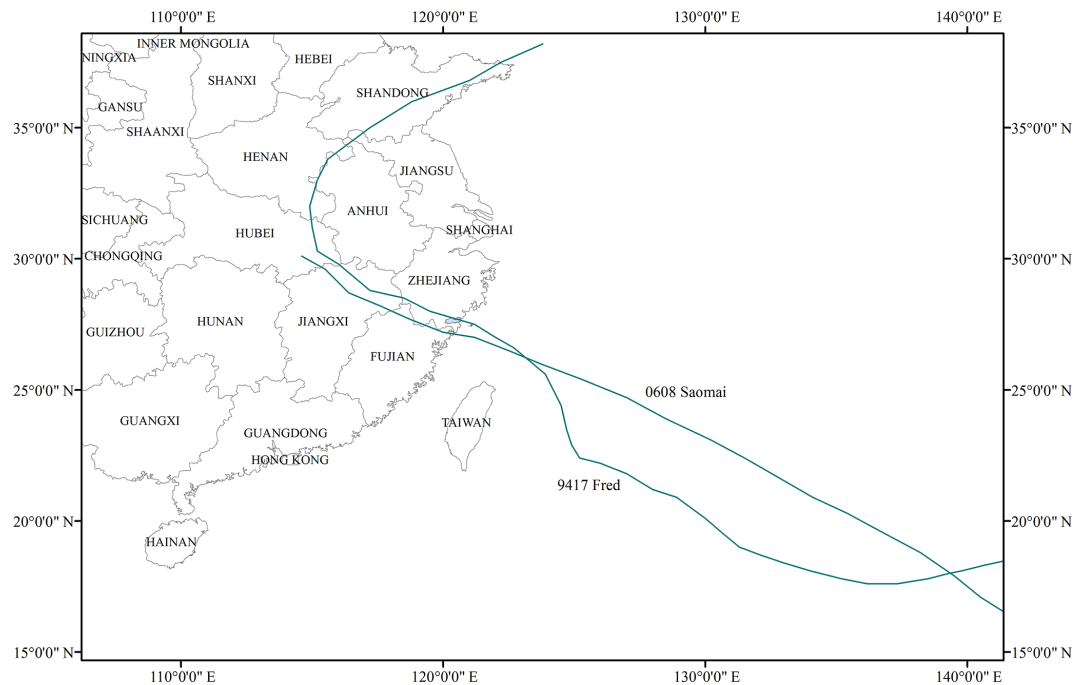 110°0'0" E 120°0'0" E 130°0'0" E 140°0'0" E
INNER MONGOLIA
NINGXIA
HEBEI
SHANXI
SHANDONG
GANSU
35°0'0" N
35°0'0" N
SHAANXI
HENAN
JIANGSU
ANHUI
SICHUANG
HUBEI
SHANGHAI
CHONGQING
30°0'0" N
30°0'0" N
ZHEJIANG
GUIZHOU
HUNAN
JIANGXI
FUJIAN
25°0'0" N
25°0'0" N
0608 Saomai
GUANGXI
TAIWAN
GUANGDONG
HONG KONG
9417 Fred
20°0'0" N
20°0'0" N
HAINAN
15°0'0" N
15°0'0" N
110°0'0" E 120°0'0" E 130°0'0" E 140°0'0" E